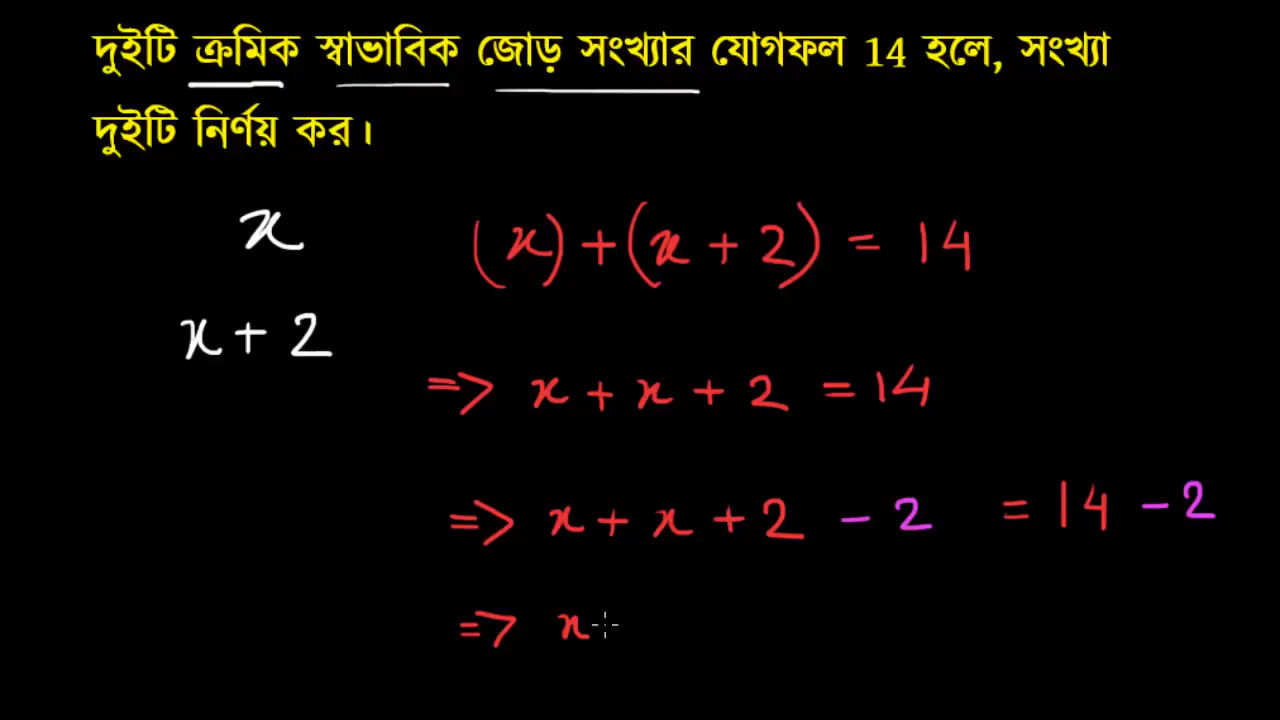 দুইটি ক্রমিক স্বাভাবিক জোড় সংখ্যার যোগফল 14 হলে, সংখ্যা
দুইটি নির্ণয় কর।
x
x + 2
(x) + (x + 2) = 14
=> x + x + 2 = 14
=> x + x + 2 - 2 = 14 - 2
=> x